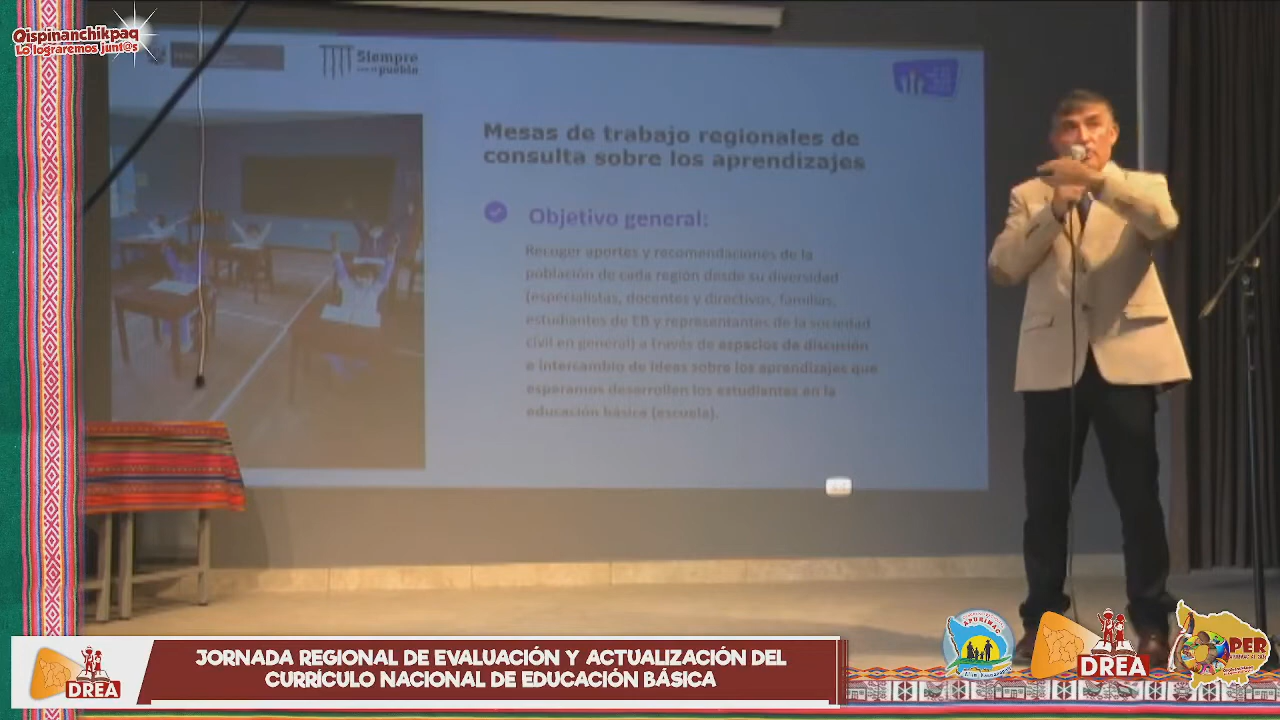 Qispinanchikpaq
Lo lograremos junt@s
Siempre
con el pueblo
Mesas de trabajo regionales de
consulta sobre los aprendizajes
Objetivo general:
Recoger aportes y recomendaciones de la
población de cada región desde su diversidad
(especialistas, docentes y directivos, familias,
estudiantes de EB y representantes de la sociedad
civil en general) a través de espacios de discusión
e intercambio de ideas sobre los aprendizajes que
esperamos desarrollen los estudiantes en la
educación básica (escuela).
DREA
JORNADA REGIONAL DE EVALUACIÓN Y ACTUALIZACIÓN DEL
CURRÍCULO NACIONAL DE EDUCACIÓN BÁSICA
APURIMAC
DREA
PER